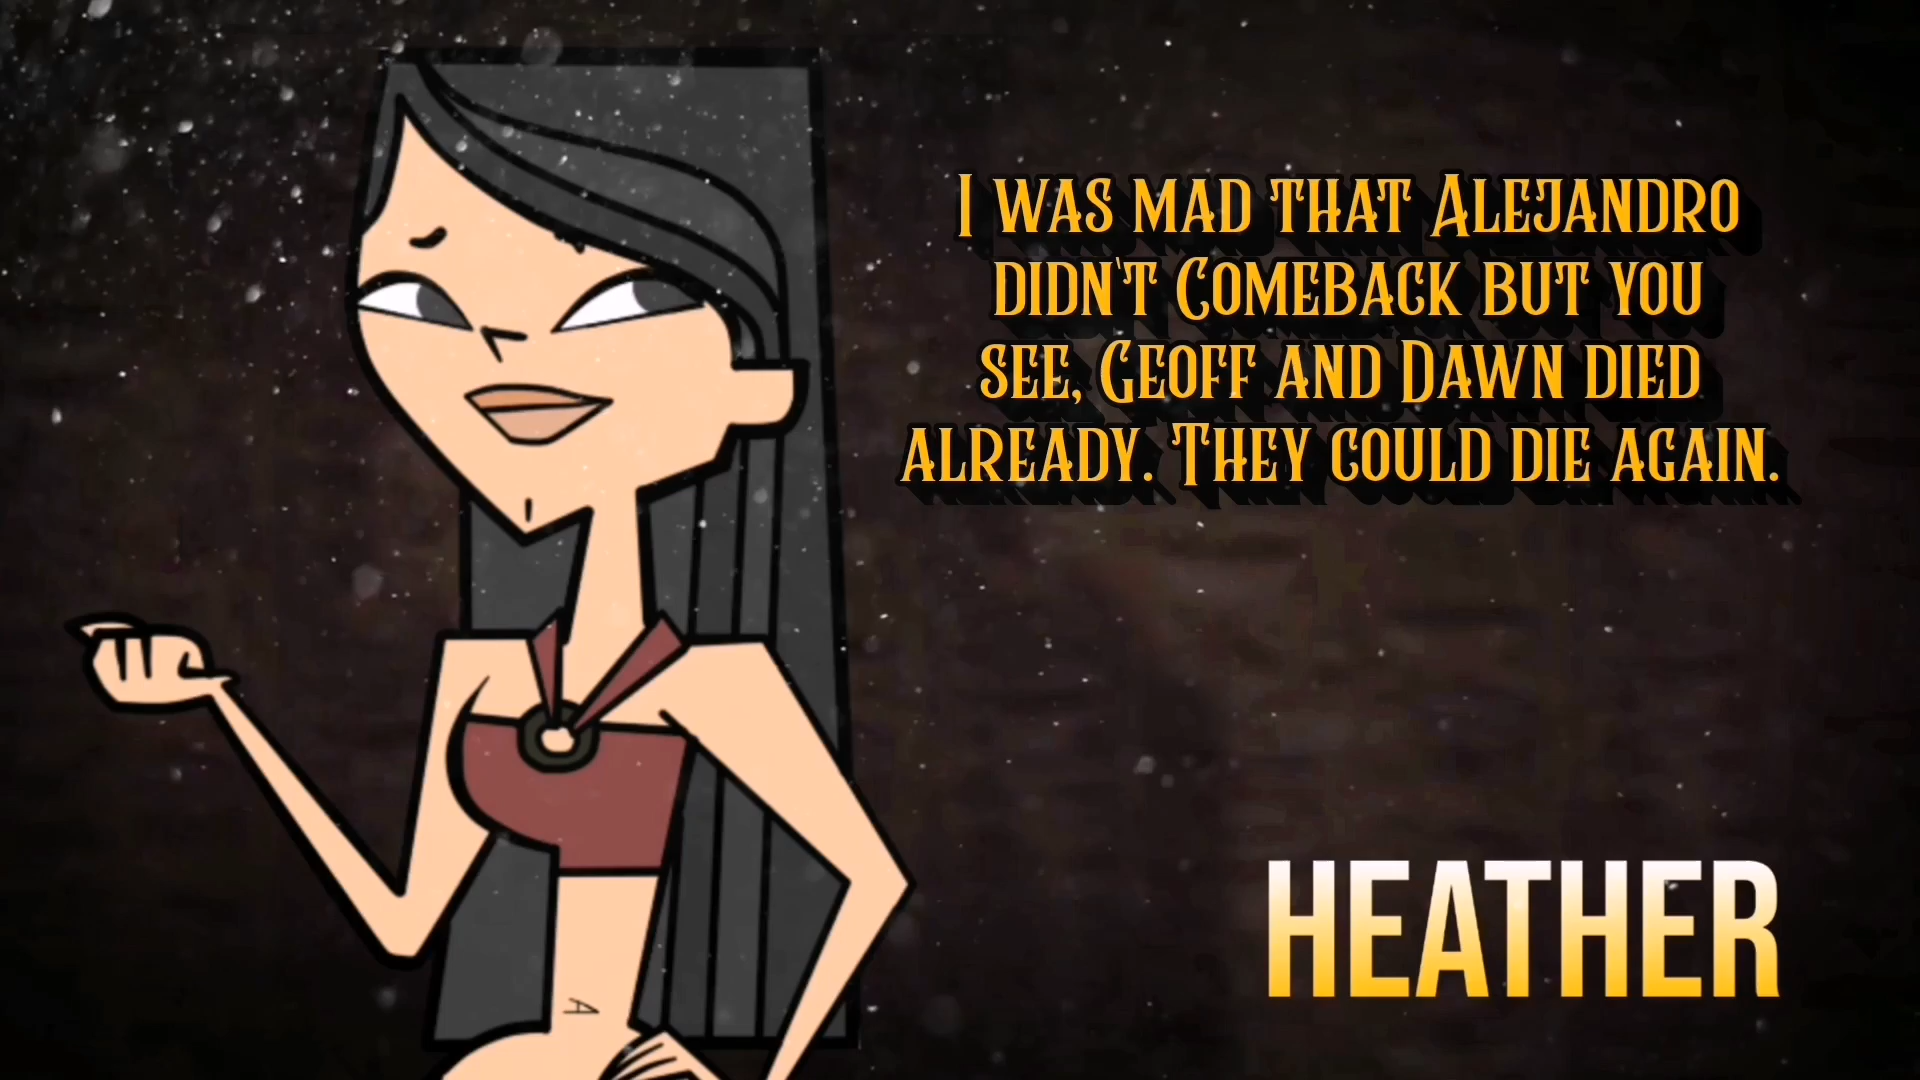 I was mad that Alejandro
didn't Comeback but you
see, Geoff and Dawn died
already. They could die again.
A
HEATHER